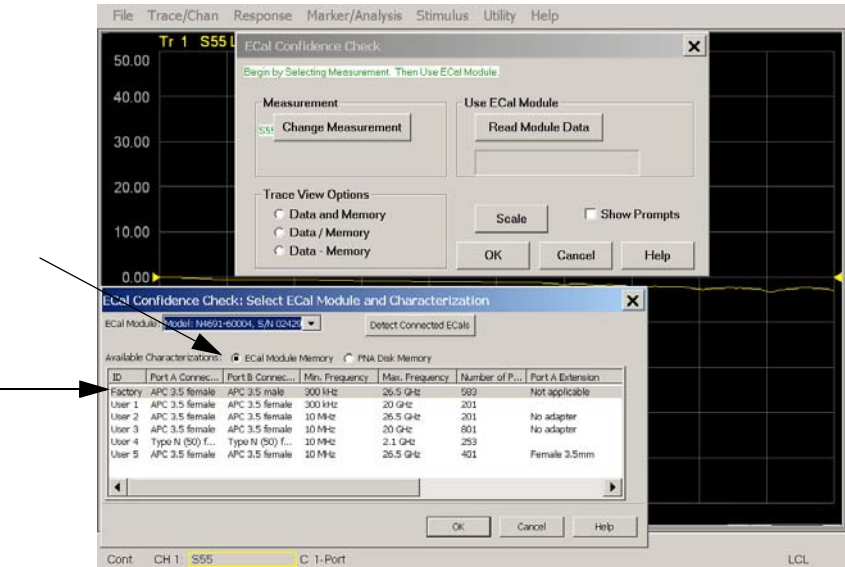 File Trace/Chan Response Marker/Analysis Stimulus Utility Help
Tr 1 S55 L
50.00
40.00
30.00
20.00
10.00
0.00
ECal Confidence Check
Begin by Selecting Measurement. Then Use ECal Module.
Measurement
S55
Change Measurement
Use ECal Module
Read Module Data
Trace View Options
Data and Memory
Data / Memory
Data - Memory
Scale
Show Prompts
OK Cancel Help
ECal Confidence Check: Select ECal Module and Characterization
ECal Module: Model: N4691-60004, S/N 02429 Detect Connected ECals
Available Characterizations: ECal Module Memory PNA Disk Memory
ID Port A Connec... Port B Connec... Min. Frequency Max. Frequency Number of P... Port A Extension
Factory APC 3.5 female APC 3.5 male 300 kHz 26.5 GHz 583 Not applicable
User 1 APC 3.5 female APC 3.5 female 300 kHz 20 GHz 201
User 2 APC 3.5 female APC 3.5 female 10 MHz 26.5 GHz 201 No adapter
User 3 APC 3.5 female APC 3.5 female 10 MHz 20 GHz 801 No adapter
User 4 Type N (50) f... Type N (50) f... 10 MHz 2.1 GHz 253
User 5 APC 3.5 female APC 3.5 female 10 MHz 26.5 GHz 401 Female 3.5mm
OK Cancel Help
Cont. CH 1: S55 C 1-Port LCL